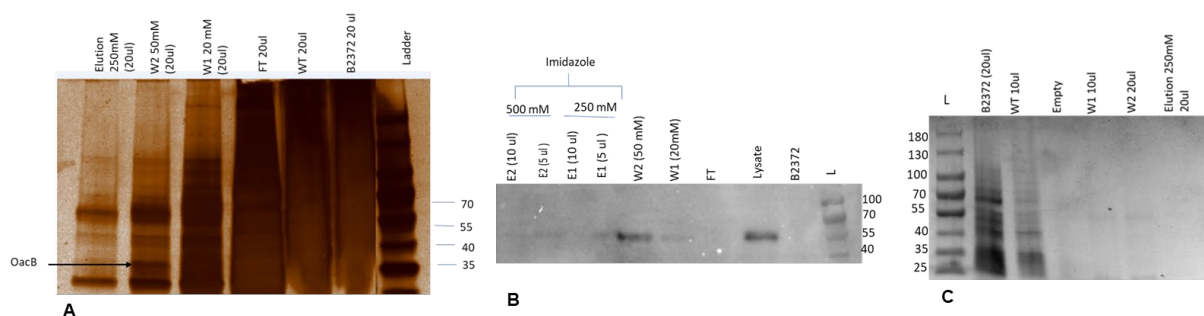 Elution
250mM
(20ul)
W2 50mM
(20ul)
W1 20 mM
(20ul)
FT 20ul
WT 20ul
B2372 20 ul
Ladder
70
55
40
35
OacB
A
Imidazole
500 mM
250 mM
E2 (10 ul)
E2 (5 ul)
E1 (10 ul)
E1 (5 ul)
W2 (50 mM)
W1 (20mM)
FT
Lysate
B2372
L
100
70
55
40
B
L
B2372 (20ul)
WT 10ul
Empty
W1 10ul
W2 20ul
Elution 250mM
20ul
180
130
100
70
55
40
35
25
C